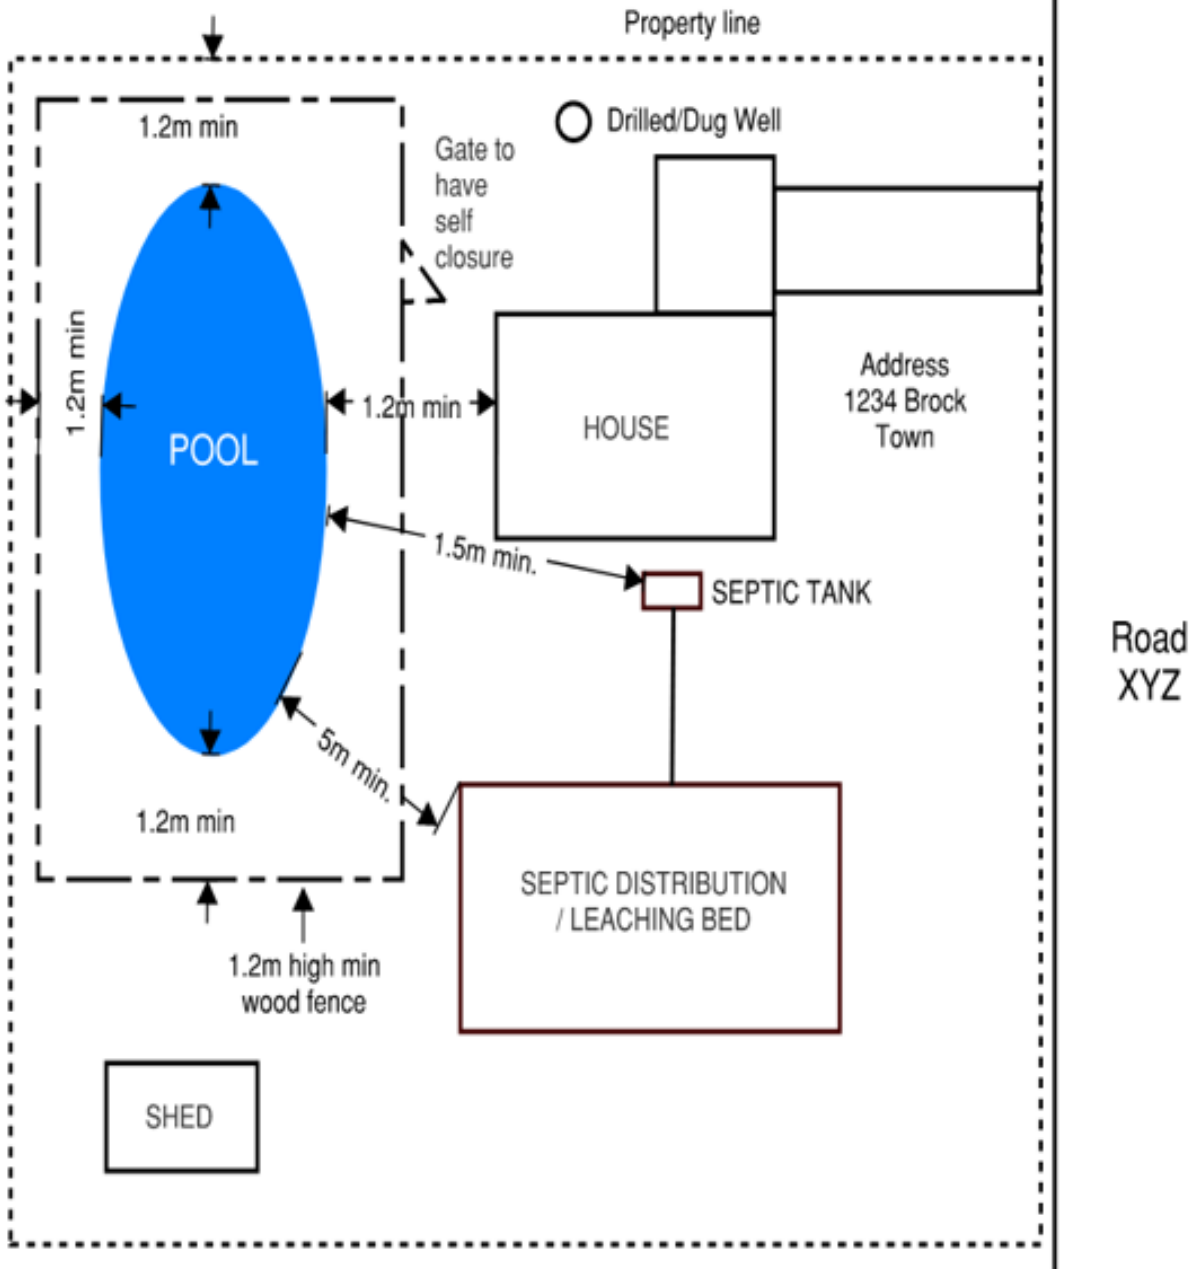 Property line
1.2m min
Drilled/Dug Well
Gate to
have
self
closure
1.2m min
1.2m min
HOUSE
Address
1234 Brock
Town
POOL
1.5m min.
SEPTIC TANK
Road
XYZ
5m min.
1.2m min
SEPTIC DISTRIBUTION
/ LEACHING BED
1.2m high min
wood fence
SHED